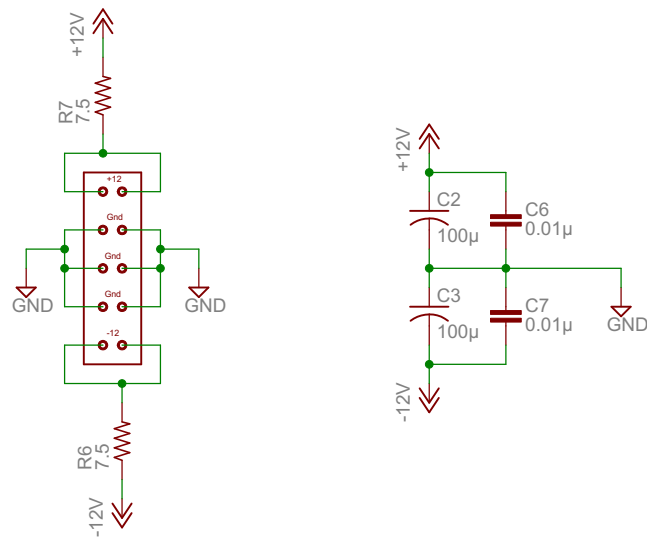 +12V
R7
7.5
+12
Gnd
Gnd
Gnd
-12
GND
GND
R6
7.5
-12V
+12V
C2
100µ
C6
0.01µ
C3
100µ
C7
0.01µ
GND
-12V